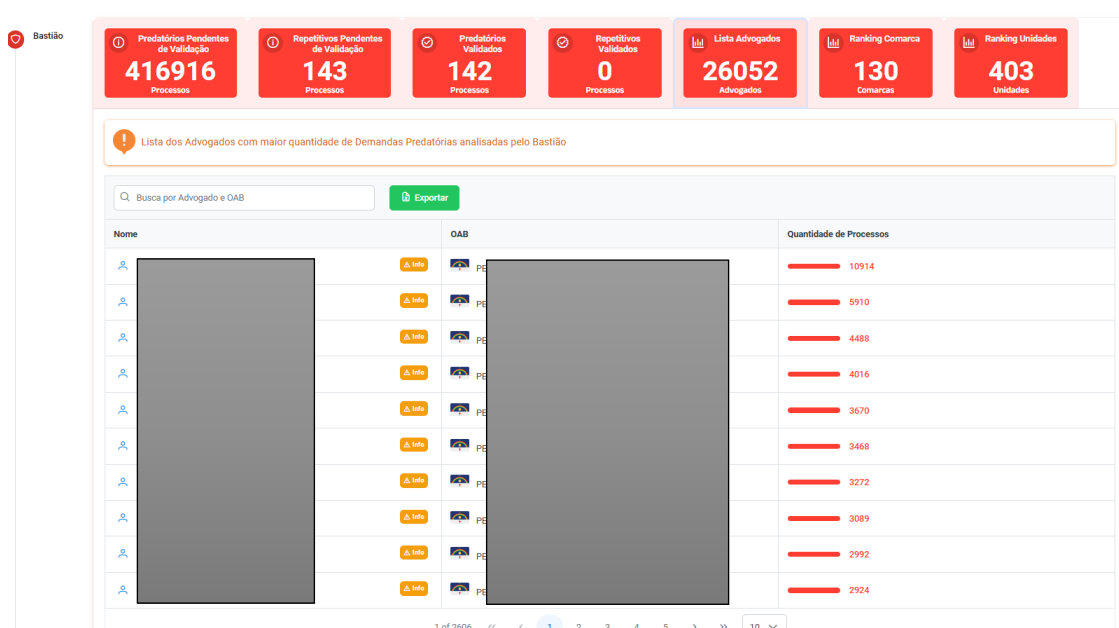 Bastião
Predatórios Pendentes
de Validação
416916
Processos
Repetitivos Pendentes
de Validação
143
Processos
Predatórios
Validados
142
Processos
Repetitivos
Validados
0
Processos
Lista Advogados
26052
Advogados
Ranking Comarca
130
Comarcas
Ranking Unidades
403
Unidades
Lista dos Advogados com maior quantidade de Demandas Predatórias analisadas pelo Bastião
Busca por Advogado e OAB
Exportar
Nome OAB Quantidade de Processos
Info PE 10914
Info PE 5910
Info PE 4488
Info PE 4016
Info PE 3670
Info PE 3468
Info PE 3272
Info PE 3089
Info PE 2992
Info PE 2924
1 of 2606 « ‹ 1 2 3 4 5 › » 10